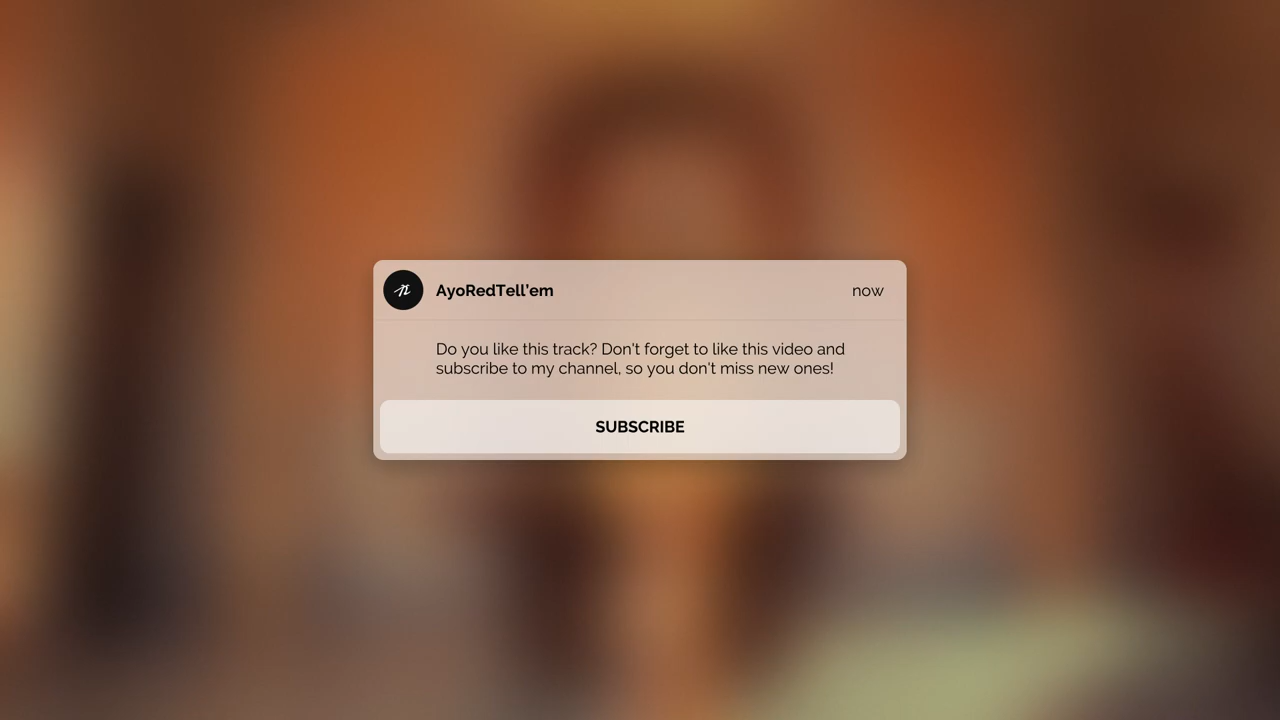 AyoRedTell'em
now
Do you like this track? Don't forget to like this video and
subscribe to my channel, so you don't miss new ones!
SUBSCRIBE